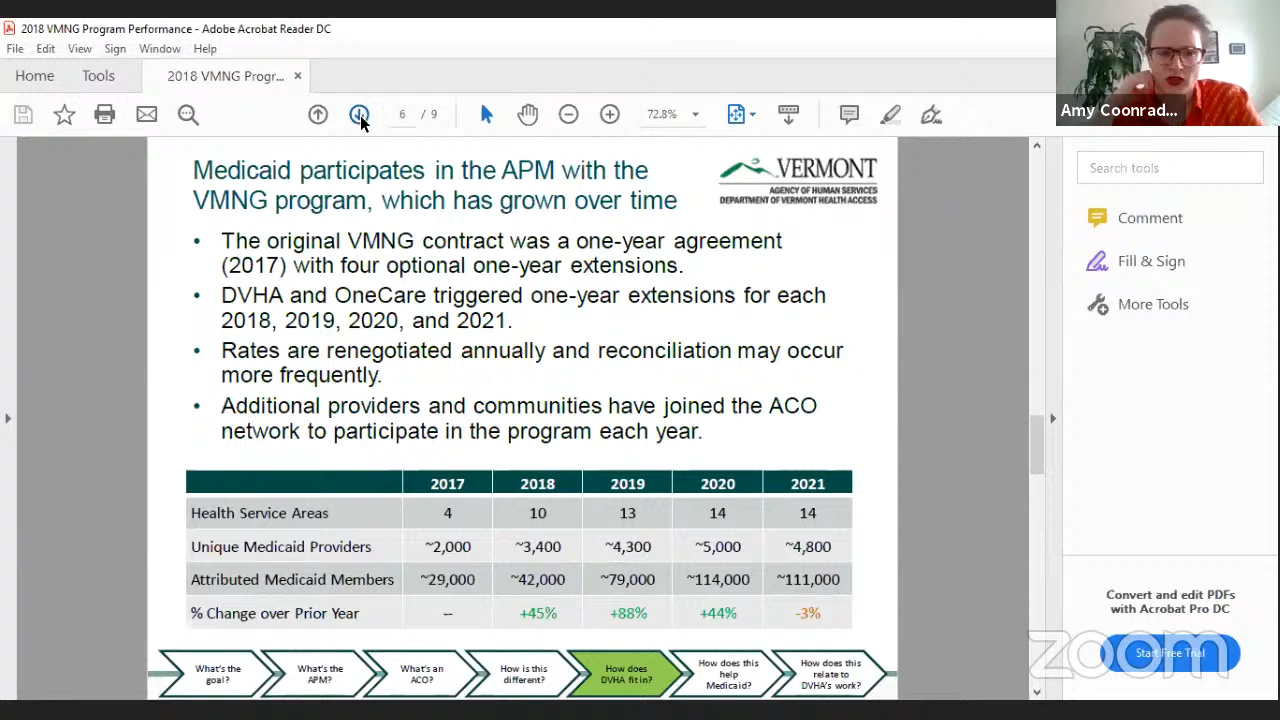 2018 VMNG Program Performance - Adobe Acrobat Reader DC
File Edit View Sign Window Help
Home Tools 2018 VMNG Progr... ×
6 / 9 72.8%
Amy Coonrad...
Medicaid participates in the APM with the
VMNG program, which has grown over time
VERMONT
AGENCY OF HUMAN SERVICES
DEPARTMENT OF VERMONT HEALTH ACCESS
• The original VMNG contract was a one-year agreement
(2017) with four optional one-year extensions.
• DVHA and OneCare triggered one-year extensions for each
2018, 2019, 2020, and 2021.
• Rates are renegotiated annually and reconciliation may occur
more frequently.
• Additional providers and communities have joined the ACO
network to participate in the program each year.
2017 2018 2019 2020 2021
Health Service Areas 4 10 13 14 14
Unique Medicaid Providers ~2,000 ~3,400 ~4,300 ~5,000 ~4,800
Attributed Medicaid Members ~29,000 ~42,000 ~79,000 ~114,000 ~111,000
% Change over Prior Year -- +45% +88% +44% -3%
What's the
goal?
What's the
APM?
What's an
ACO?
How is this
different?
How does
DVHA fit in?
How does this
help
Medicaid?
How does this
relate to
DVHA's work?
Search tools
Comment
Fill & Sign
More Tools
Convert and edit PDFs
with Acrobat Pro DC
Start Free Trial
zoom